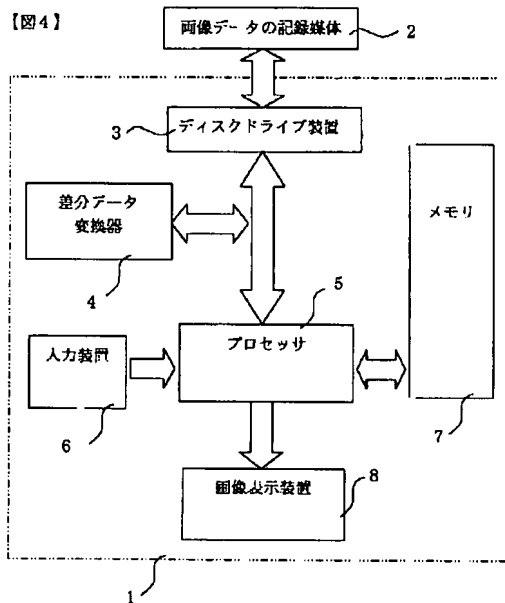 【図4】
画像データの記録媒体
2
3
ディスクドライブ装置
差分データ
変換器
4
メモリ
5
プロセッサ
入力装置
6
7
画像表示装置
8
1